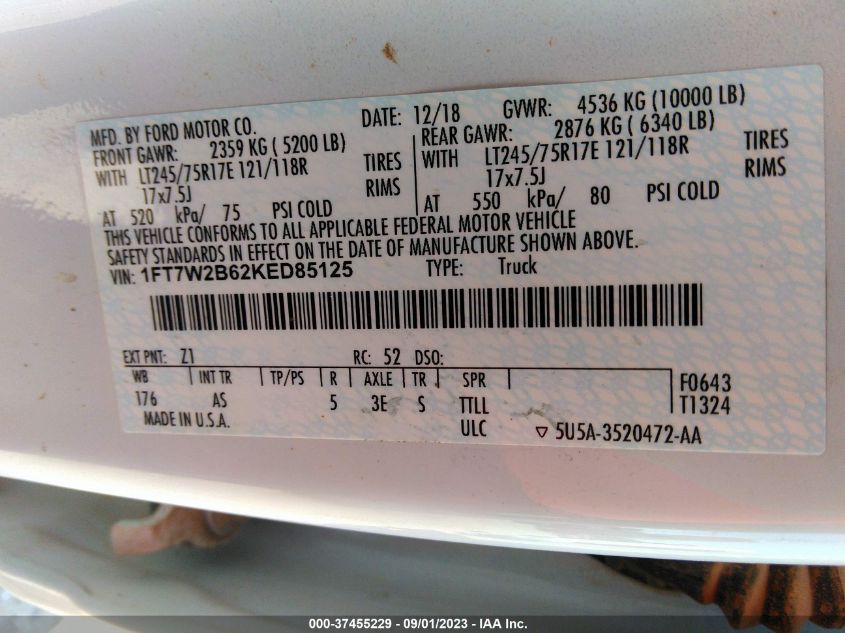 MFD. BY FORD MOTOR CO. DATE: 12/18 GVWR: 4536 KG (10000 LB)
FRONT GAWR: 2359 KG ( 5200 LB) REAR GAWR: 2876 KG ( 6340 LB)
WITH LT245/75R17E 121/118R TIRES WITH LT245/75R17E 121/118R TIRES
17x7.5J RIMS 17x7.5J RIMS
AT 520 kPa/ 75 PSI COLD AT 550 kPa/ 80 PSI COLD
THIS VEHICLE CONFORMS TO ALL APPLICABLE FEDERAL MOTOR VEHICLE
SAFETY STANDARDS IN EFFECT ON THE DATE OF MANUFACTURE SHOWN ABOVE.
VIN: 1FT7W2B62KED85125 TYPE: Truck
EXT PNT: Z1 RC: 52 DSO:
WB INT TR TP/PS R AXLE TR SPR F0643
176 AS 5 3E S TTLL T1324
MADE IN U.S.A. ULC 5U5A-3520472-AA
000-37455229 - 09/01/2023 - IAA Inc.